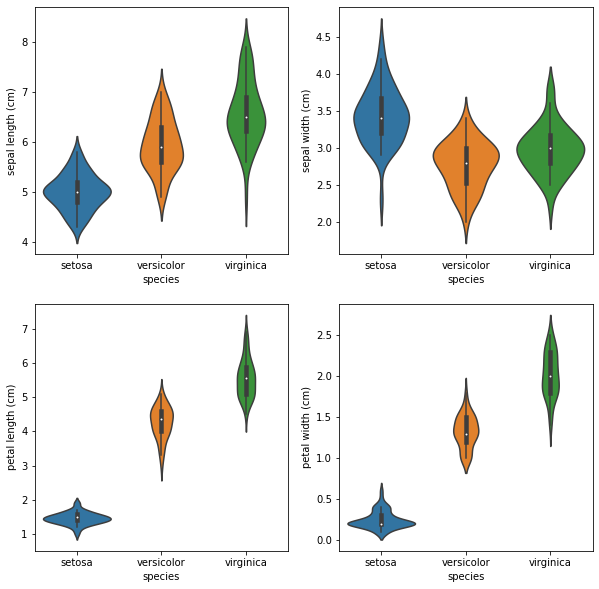 sepal length (cm)
8
7
6
5
4
setosa versicolor virginica
species
sepal width (cm)
4.5
4.0
3.5
3.0
2.5
2.0
setosa versicolor virginica
species
petal length (cm)
7
6
5
4
3
2
1
setosa versicolor virginica
species
petal width (cm)
2.5
2.0
1.5
1.0
0.5
0.0
setosa versicolor virginica
species